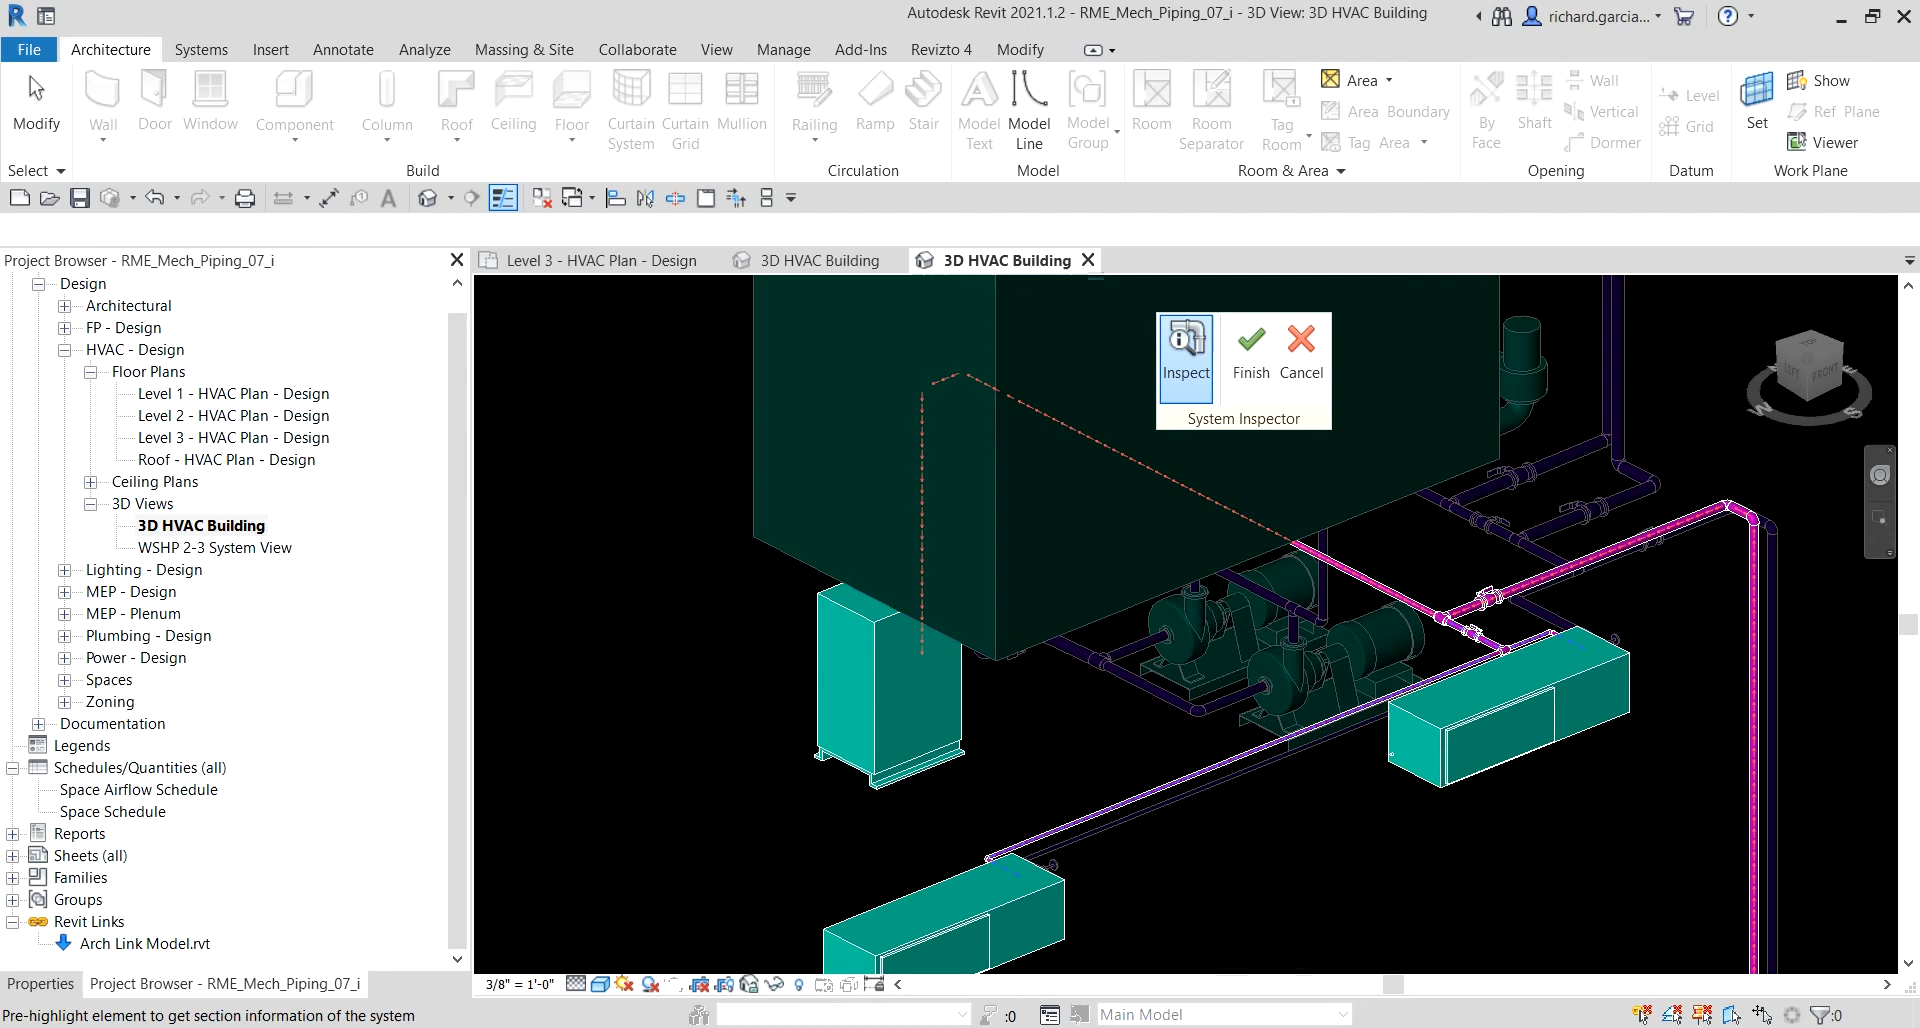 Autodesk Revit 2021.1.2 - RME_Mech_Piping_07_i - 3D View: 3D HVAC Building
richard.garcia...
File Architecture Systems Insert Annotate Analyze Massing & Site Collaborate View Manage Add-Ins Revizto 4 Modify
Modify
Wall Door Window Component Column Roof Ceiling Floor Curtain System Curtain Grid Mullion
Railing Ramp Stair
Model Text Model Line Model Group
Room Room Separator Tag Room
Area
Area Boundary
Tag Area
By Face Shaft
Wall
Vertical
Dormer
Level
Grid
Set
Show
Ref Plane
Viewer
Select Build Circulation Model Room & Area Opening Datum Work Plane
Project Browser - RME_Mech_Piping_07_i
Level 3 - HVAC Plan - Design 3D HVAC Building 3D HVAC Building
Design
Architectural
FP - Design
HVAC - Design
Floor Plans
Level 1 - HVAC Plan - Design
Level 2 - HVAC Plan - Design
Level 3 - HVAC Plan - Design
Roof - HVAC Plan - Design
Ceiling Plans
3D Views
3D HVAC Building
WSHP 2-3 System View
Lighting - Design
MEP - Design
MEP - Plenum
Plumbing - Design
Power - Design
Spaces
Zoning
Documentation
Legends
Schedules/Quantities (all)
Space Airflow Schedule
Space Schedule
Reports
Sheets (all)
Families
Groups
Revit Links
Arch Link Model.rvt
Inspect Finish Cancel
System Inspector
TOP
LEFT FRONT
W S
Properties Project Browser - RME_Mech_Piping_07_i
3/8" = 1'-0"
Pre-highlight element to get section information of the system
:0
Main Model
:0